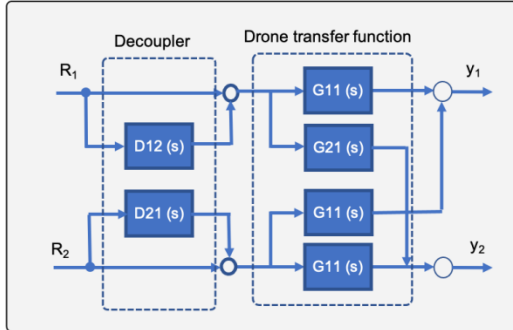 Decoupler
Drone transfer function
R1
y1
G11 (s)
D12 (s)
G21 (s)
D21 (s)
G11 (s)
R2
G11 (s)
y2